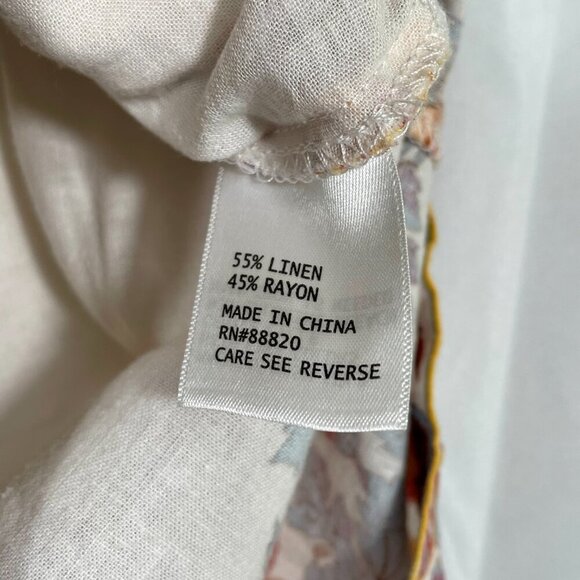 55% LINEN
45% RAYON
MADE IN CHINA
RN#88820
CARE SEE REVERSE